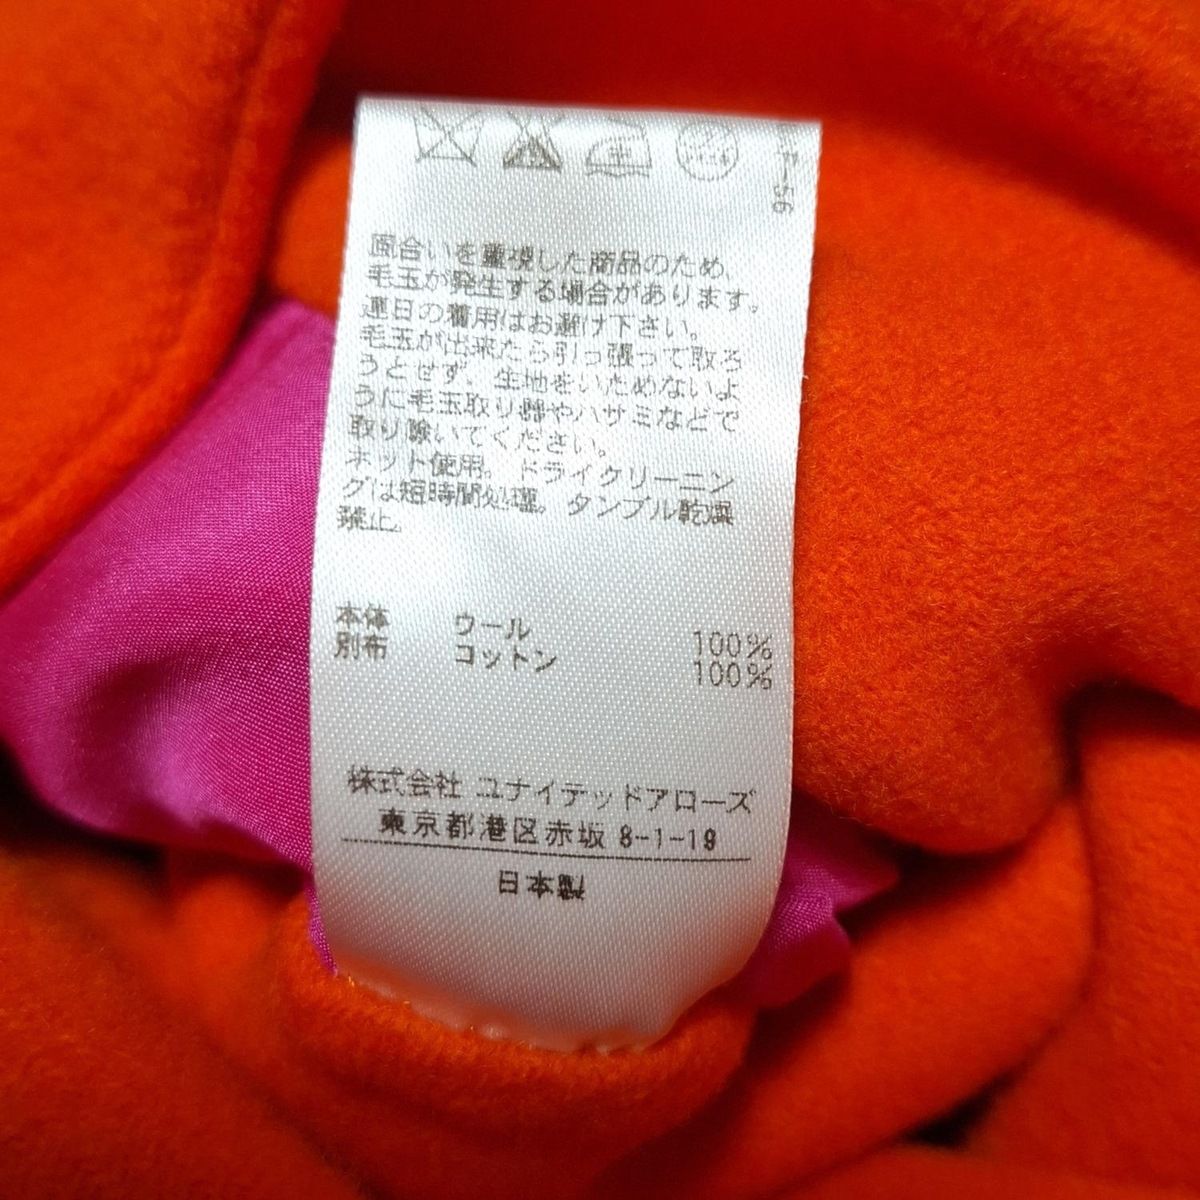 風合いを重視した商品のため、
毛玉が発生する場合があります。
連日の着用はお避け下さい。
毛玉が出来たら引っ張って取ろ
うとせず、生地をいためないよ
うに毛玉取り器やハサミなどで
取り除いてください。
ネット使用。ドライクリーニン
グは短時間処理。タンブル乾燥
禁止。
本体 ウール 100%
別布 コットン 100%
株式会社 ユナイテッドアローズ
東京都港区赤坂 8-1-19
日本製